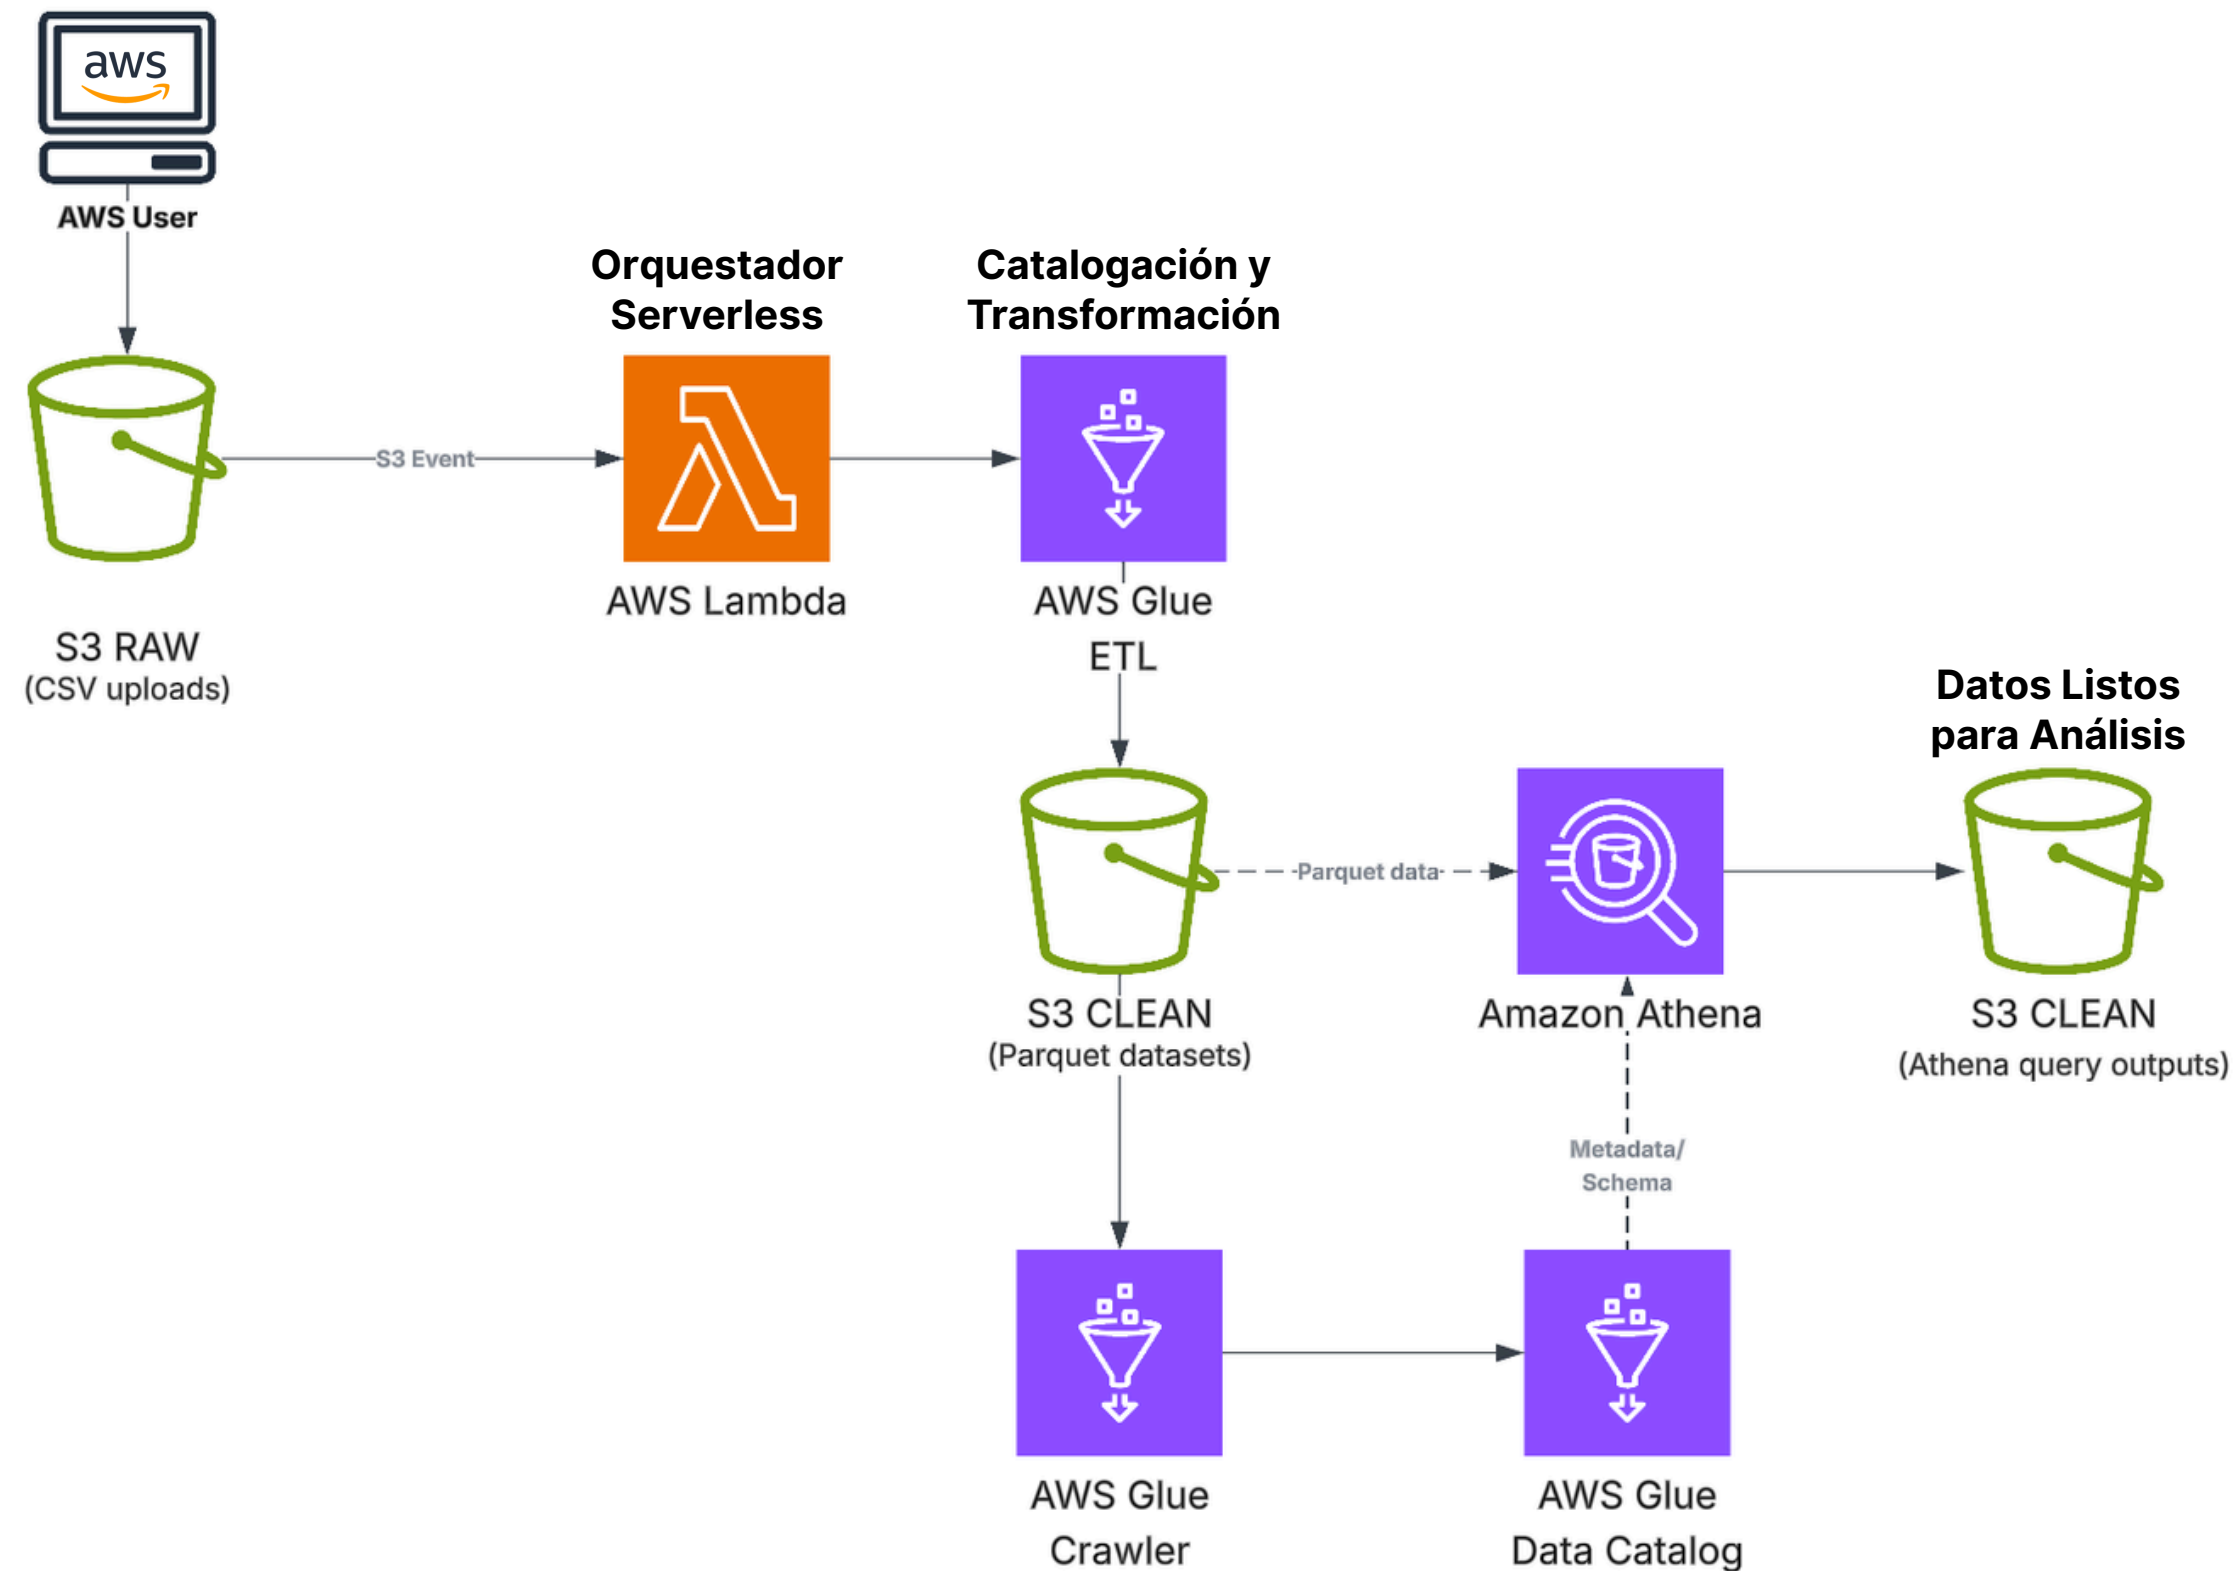 aws
AWS User
Orquestador
Serverless
Catalogación y
Transformación
S3 Event
AWS Lambda
AWS Glue
ETL
S3 RAW
(CSV uploads)
Datos Listos
para Análisis
Parquet data
S3 CLEAN
(Parquet datasets)
Amazon Athena
S3 CLEAN
(Athena query outputs)
Metadata/
Schema
AWS Glue
Crawler
AWS Glue
Data Catalog